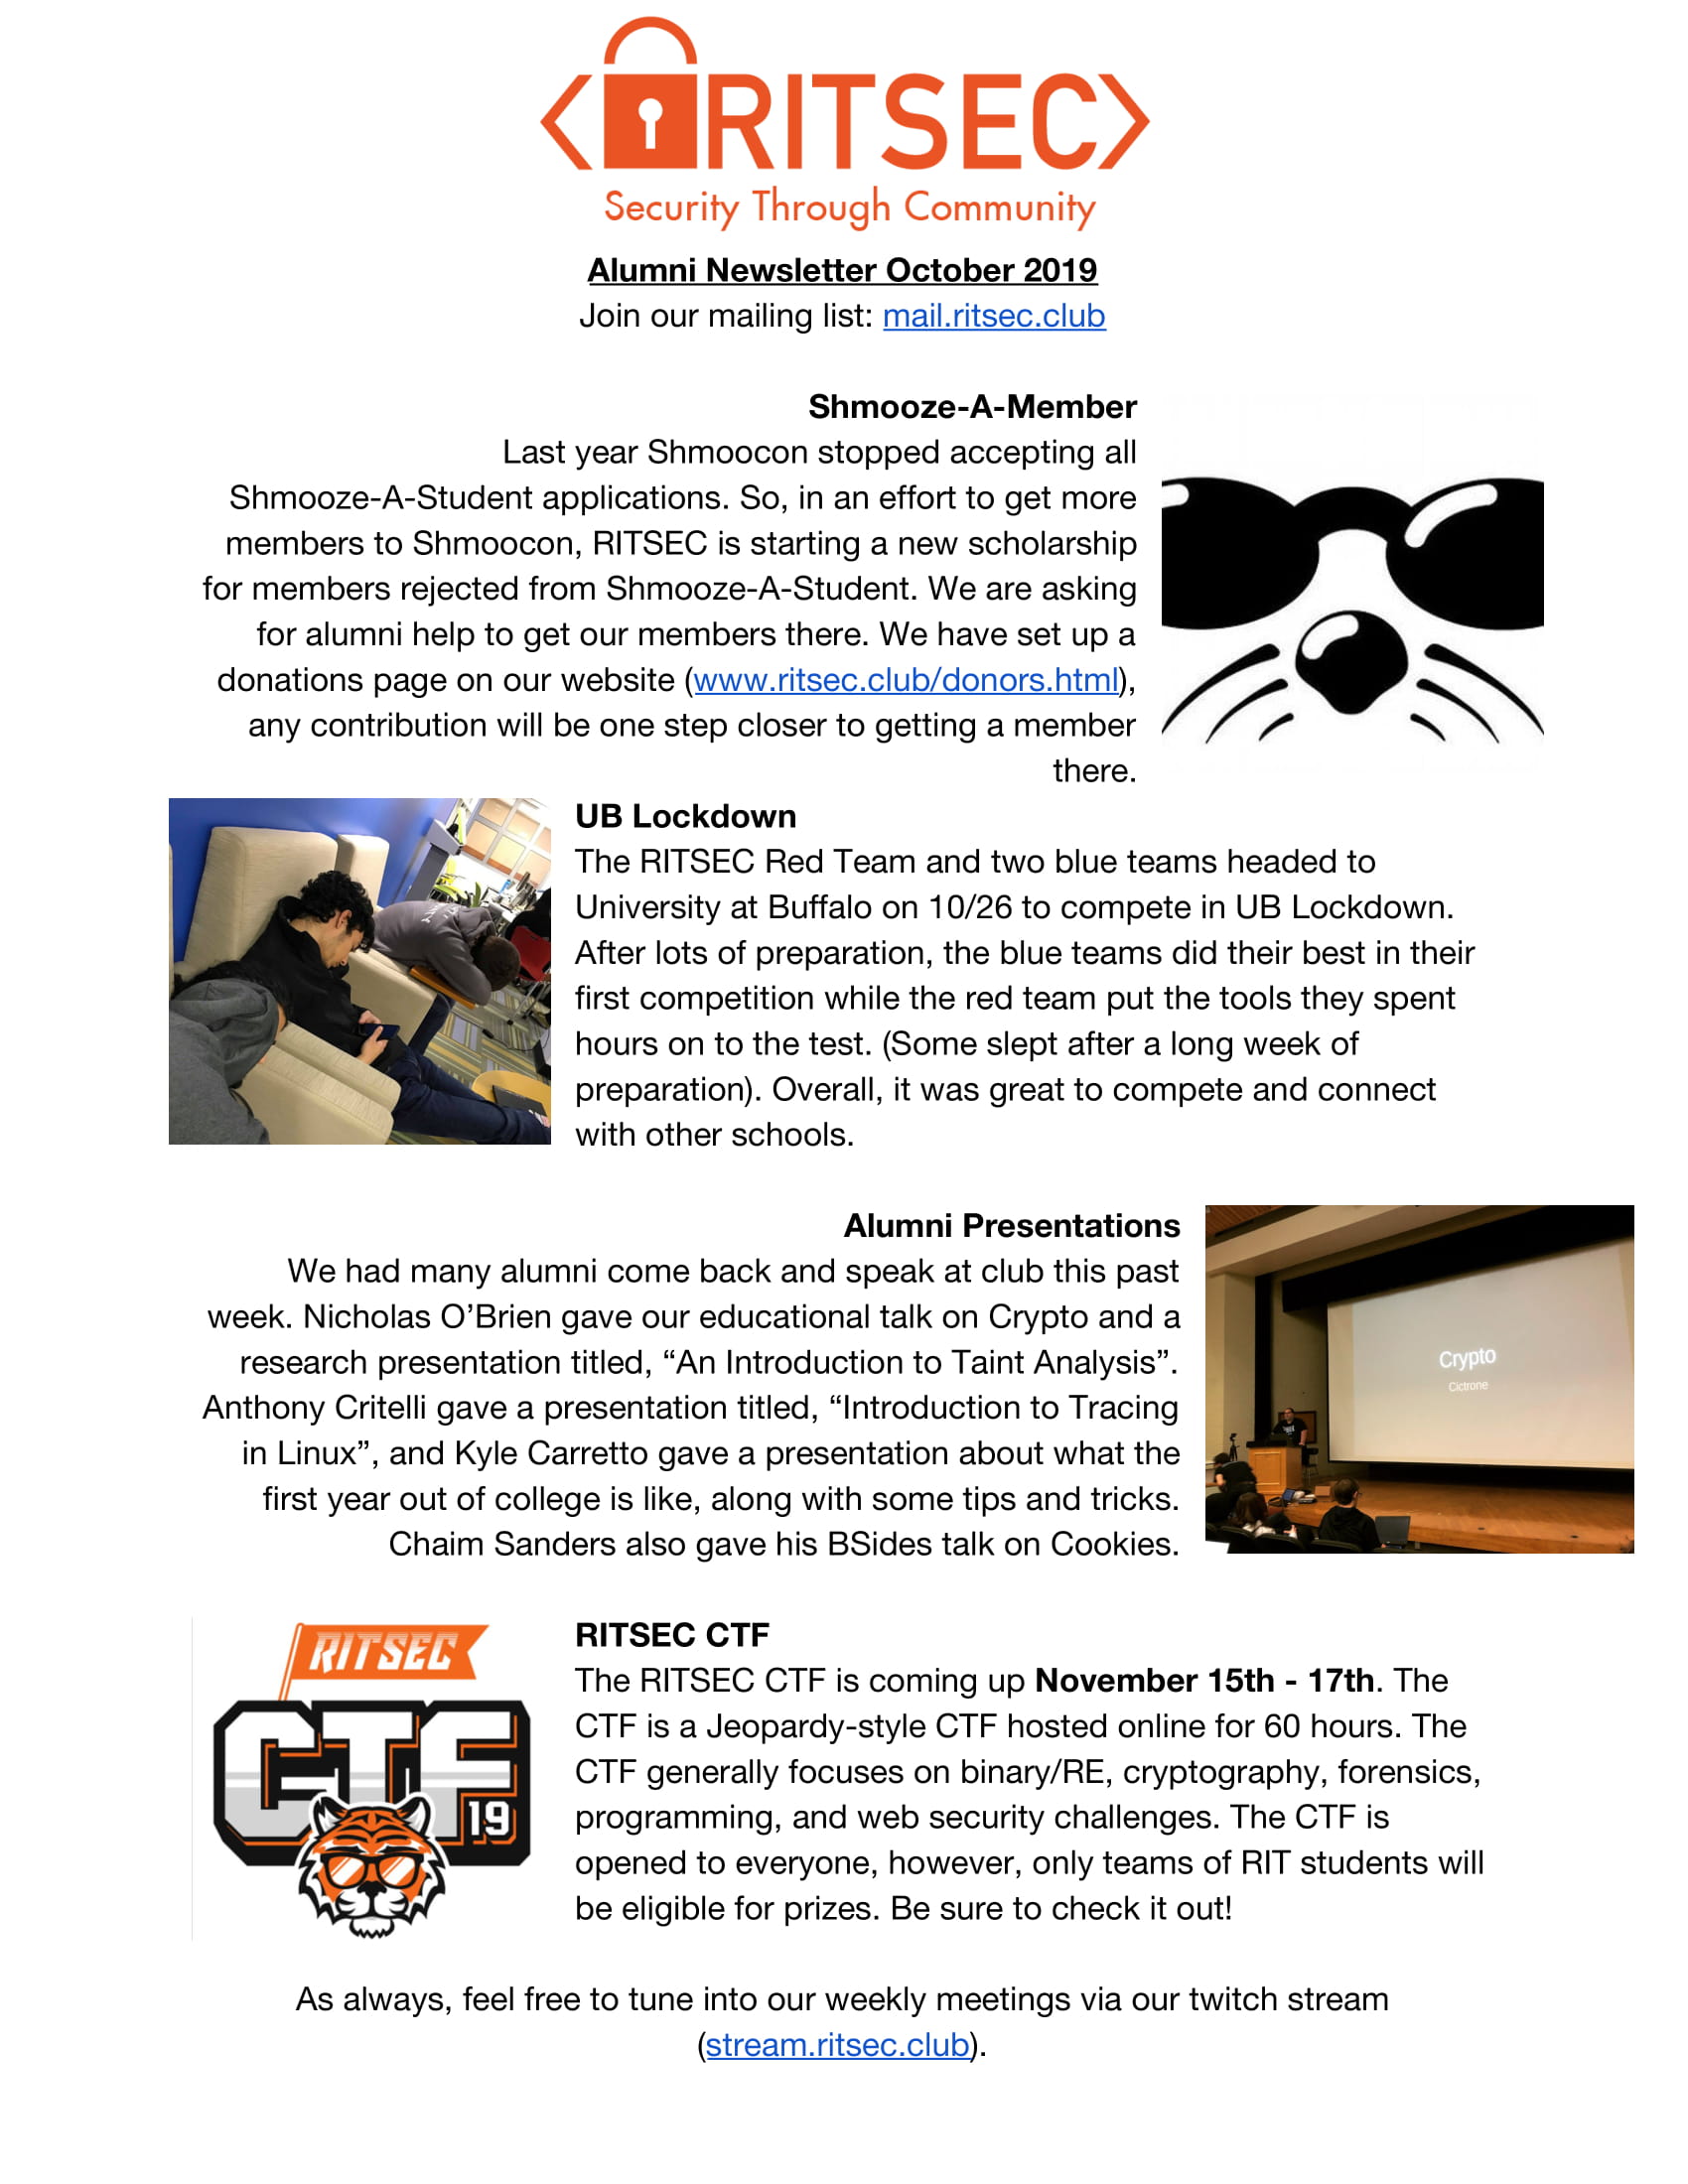 RITSEC
Security Through Community
Alumni Newsletter October 2019
Join our mailing list: mail.ritsec.club
Shmooze-A-Member
Last year Shmoocon stopped accepting all
Shmooze-A-Student applications. So, in an effort to get more
members to Shmoocon, RITSEC is starting a new scholarship
for members rejected from Shmooze-A-Student. We are asking
for alumni help to get our members there. We have set up a
donations page on our website (www.ritsec.club/donors.html),
any contribution will be one step closer to getting a member
there.
UB Lockdown
The RITSEC Red Team and two blue teams headed to
University at Buffalo on 10/26 to compete in UB Lockdown.
After lots of preparation, the blue teams did their best in their
first competition while the red team put the tools they spent
hours on to the test. (Some slept after a long week of
preparation). Overall, it was great to compete and connect
with other schools.
Alumni Presentations
We had many alumni come back and speak at club this past
week. Nicholas O’Brien gave our educational talk on Crypto and a
research presentation titled, “An Introduction to Taint Analysis”.
Anthony Critelli gave a presentation titled, “Introduction to Tracing
in Linux”, and Kyle Carretto gave a presentation about what the
first year out of college is like, along with some tips and tricks.
Chaim Sanders also gave his BSides talk on Cookies.
Crypto
Cictrone
RITSEC
CTF
19
RITSEC CTF
The RITSEC CTF is coming up November 15th - 17th. The
CTF is a Jeopardy-style CTF hosted online for 60 hours. The
CTF generally focuses on binary/RE, cryptography, forensics,
programming, and web security challenges. The CTF is
opened to everyone, however, only teams of RIT students will
be eligible for prizes. Be sure to check it out!
As always, feel free to tune into our weekly meetings via our twitch stream
(stream.ritsec.club).